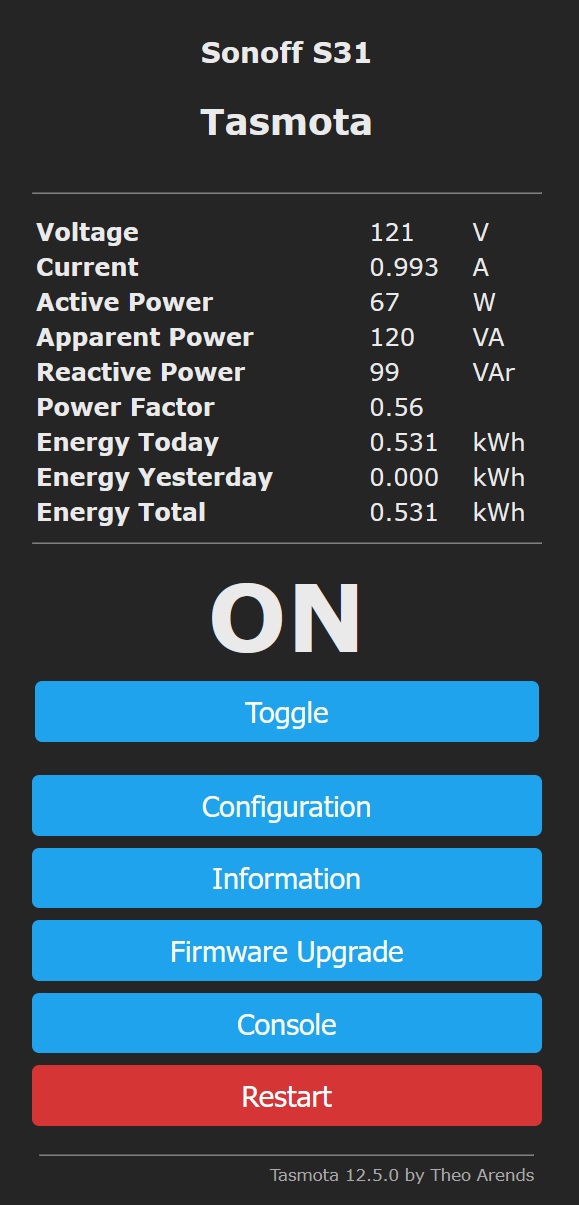 Sonoff S31
Tasmota
Voltage 121 V
Current 0.993 A
Active Power 67 W
Apparent Power 120 VA
Reactive Power 99 VAr
Power Factor 0.56
Energy Today 0.531 kWh
Energy Yesterday 0.000 kWh
Energy Total 0.531 kWh
ON
Toggle
Configuration
Information
Firmware Upgrade
Console
Restart
Tasmota 12.5.0 by Theo Arends